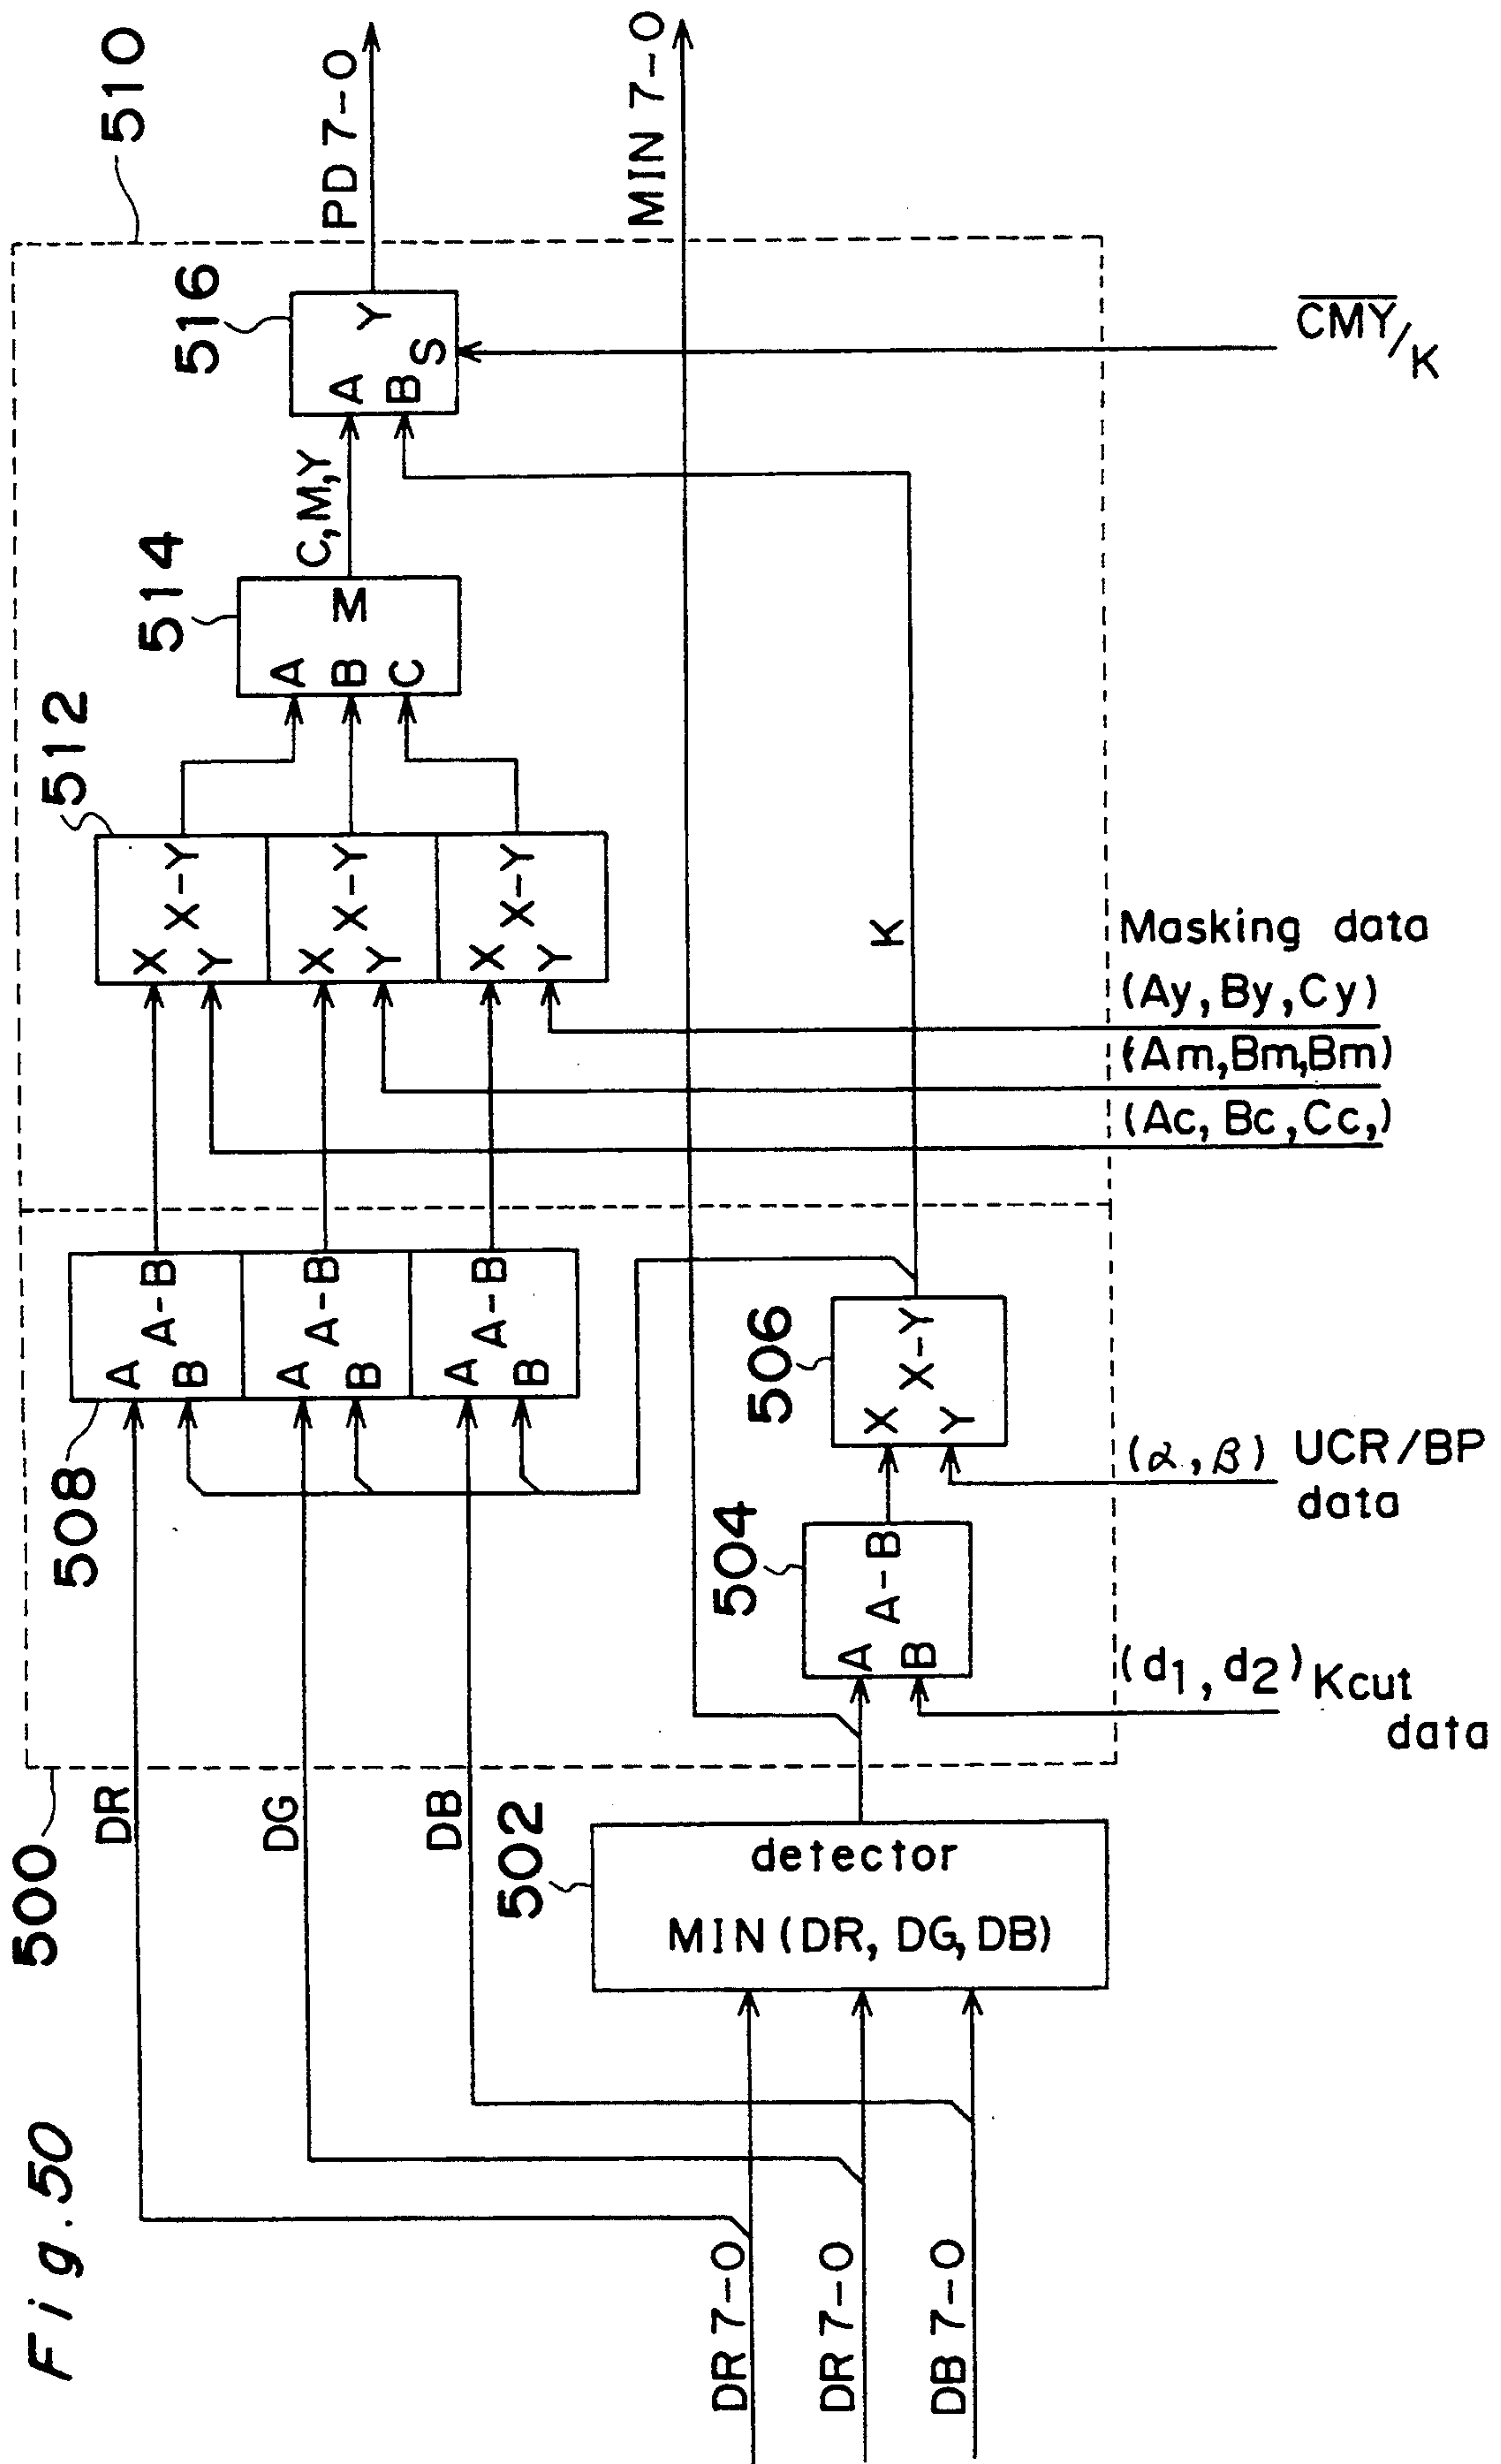 Fig.50
500
DR
DG
DB
DR 7-0
DR 7-0
DB 7-0
502
detector
MIN(DR, DG, DB)
508
A
A-B
B
A
A-B
B
A
A-B
B
504
A
A-B
B
(d1, d2) Kcut
data
506
X
X-Y
Y
(α, β) UCR/BP
data
512
X
X-Y
Y
X
X-Y
Y
X
X-Y
Y
K
Masking data
(Ay, By, Cy)
(Am, Bm, Bm)
(Ac, Bc, Cc,)
514
A
B
M
C
C,M,Y
516
A
Y
B
S
C̅M̅Y̅/K
510
PD 7-0
MIN 7-0